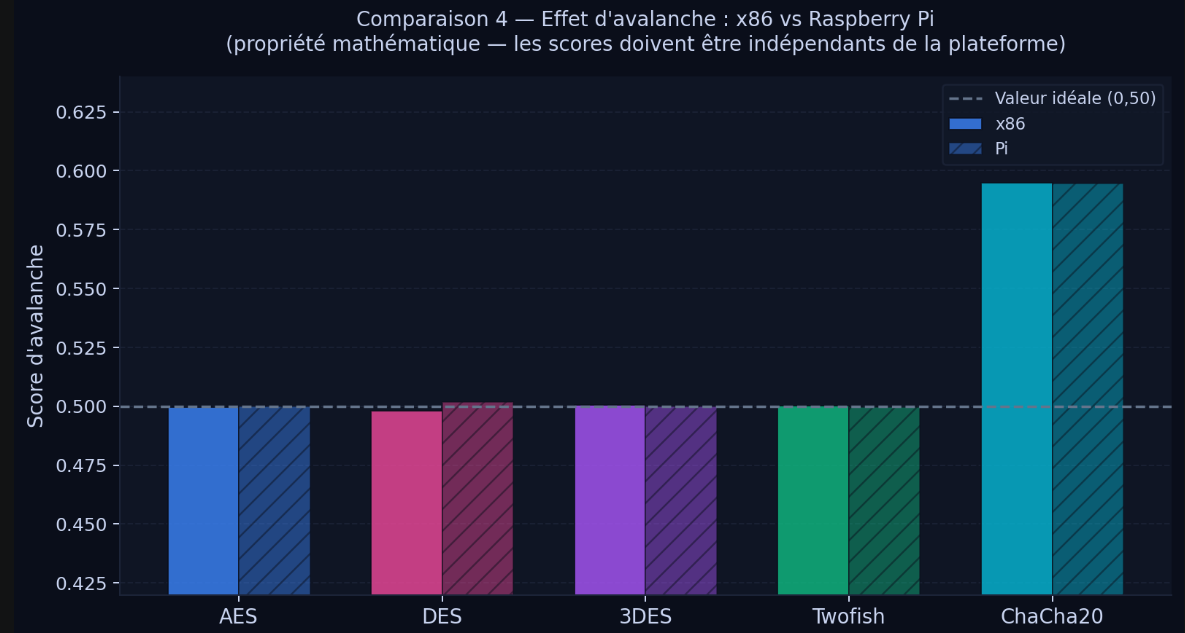 Comparaison 4 — Effet d'avalanche : x86 vs Raspberry Pi
(propriété mathématique — les scores doivent être indépendants de la plateforme)
Valeur idéale (0,50)
x86
Pi
Score d'avalanche
0.625
0.600
0.575
0.550
0.525
0.500
0.475
0.450
0.425
AES
DES
3DES
Twofish
ChaCha20